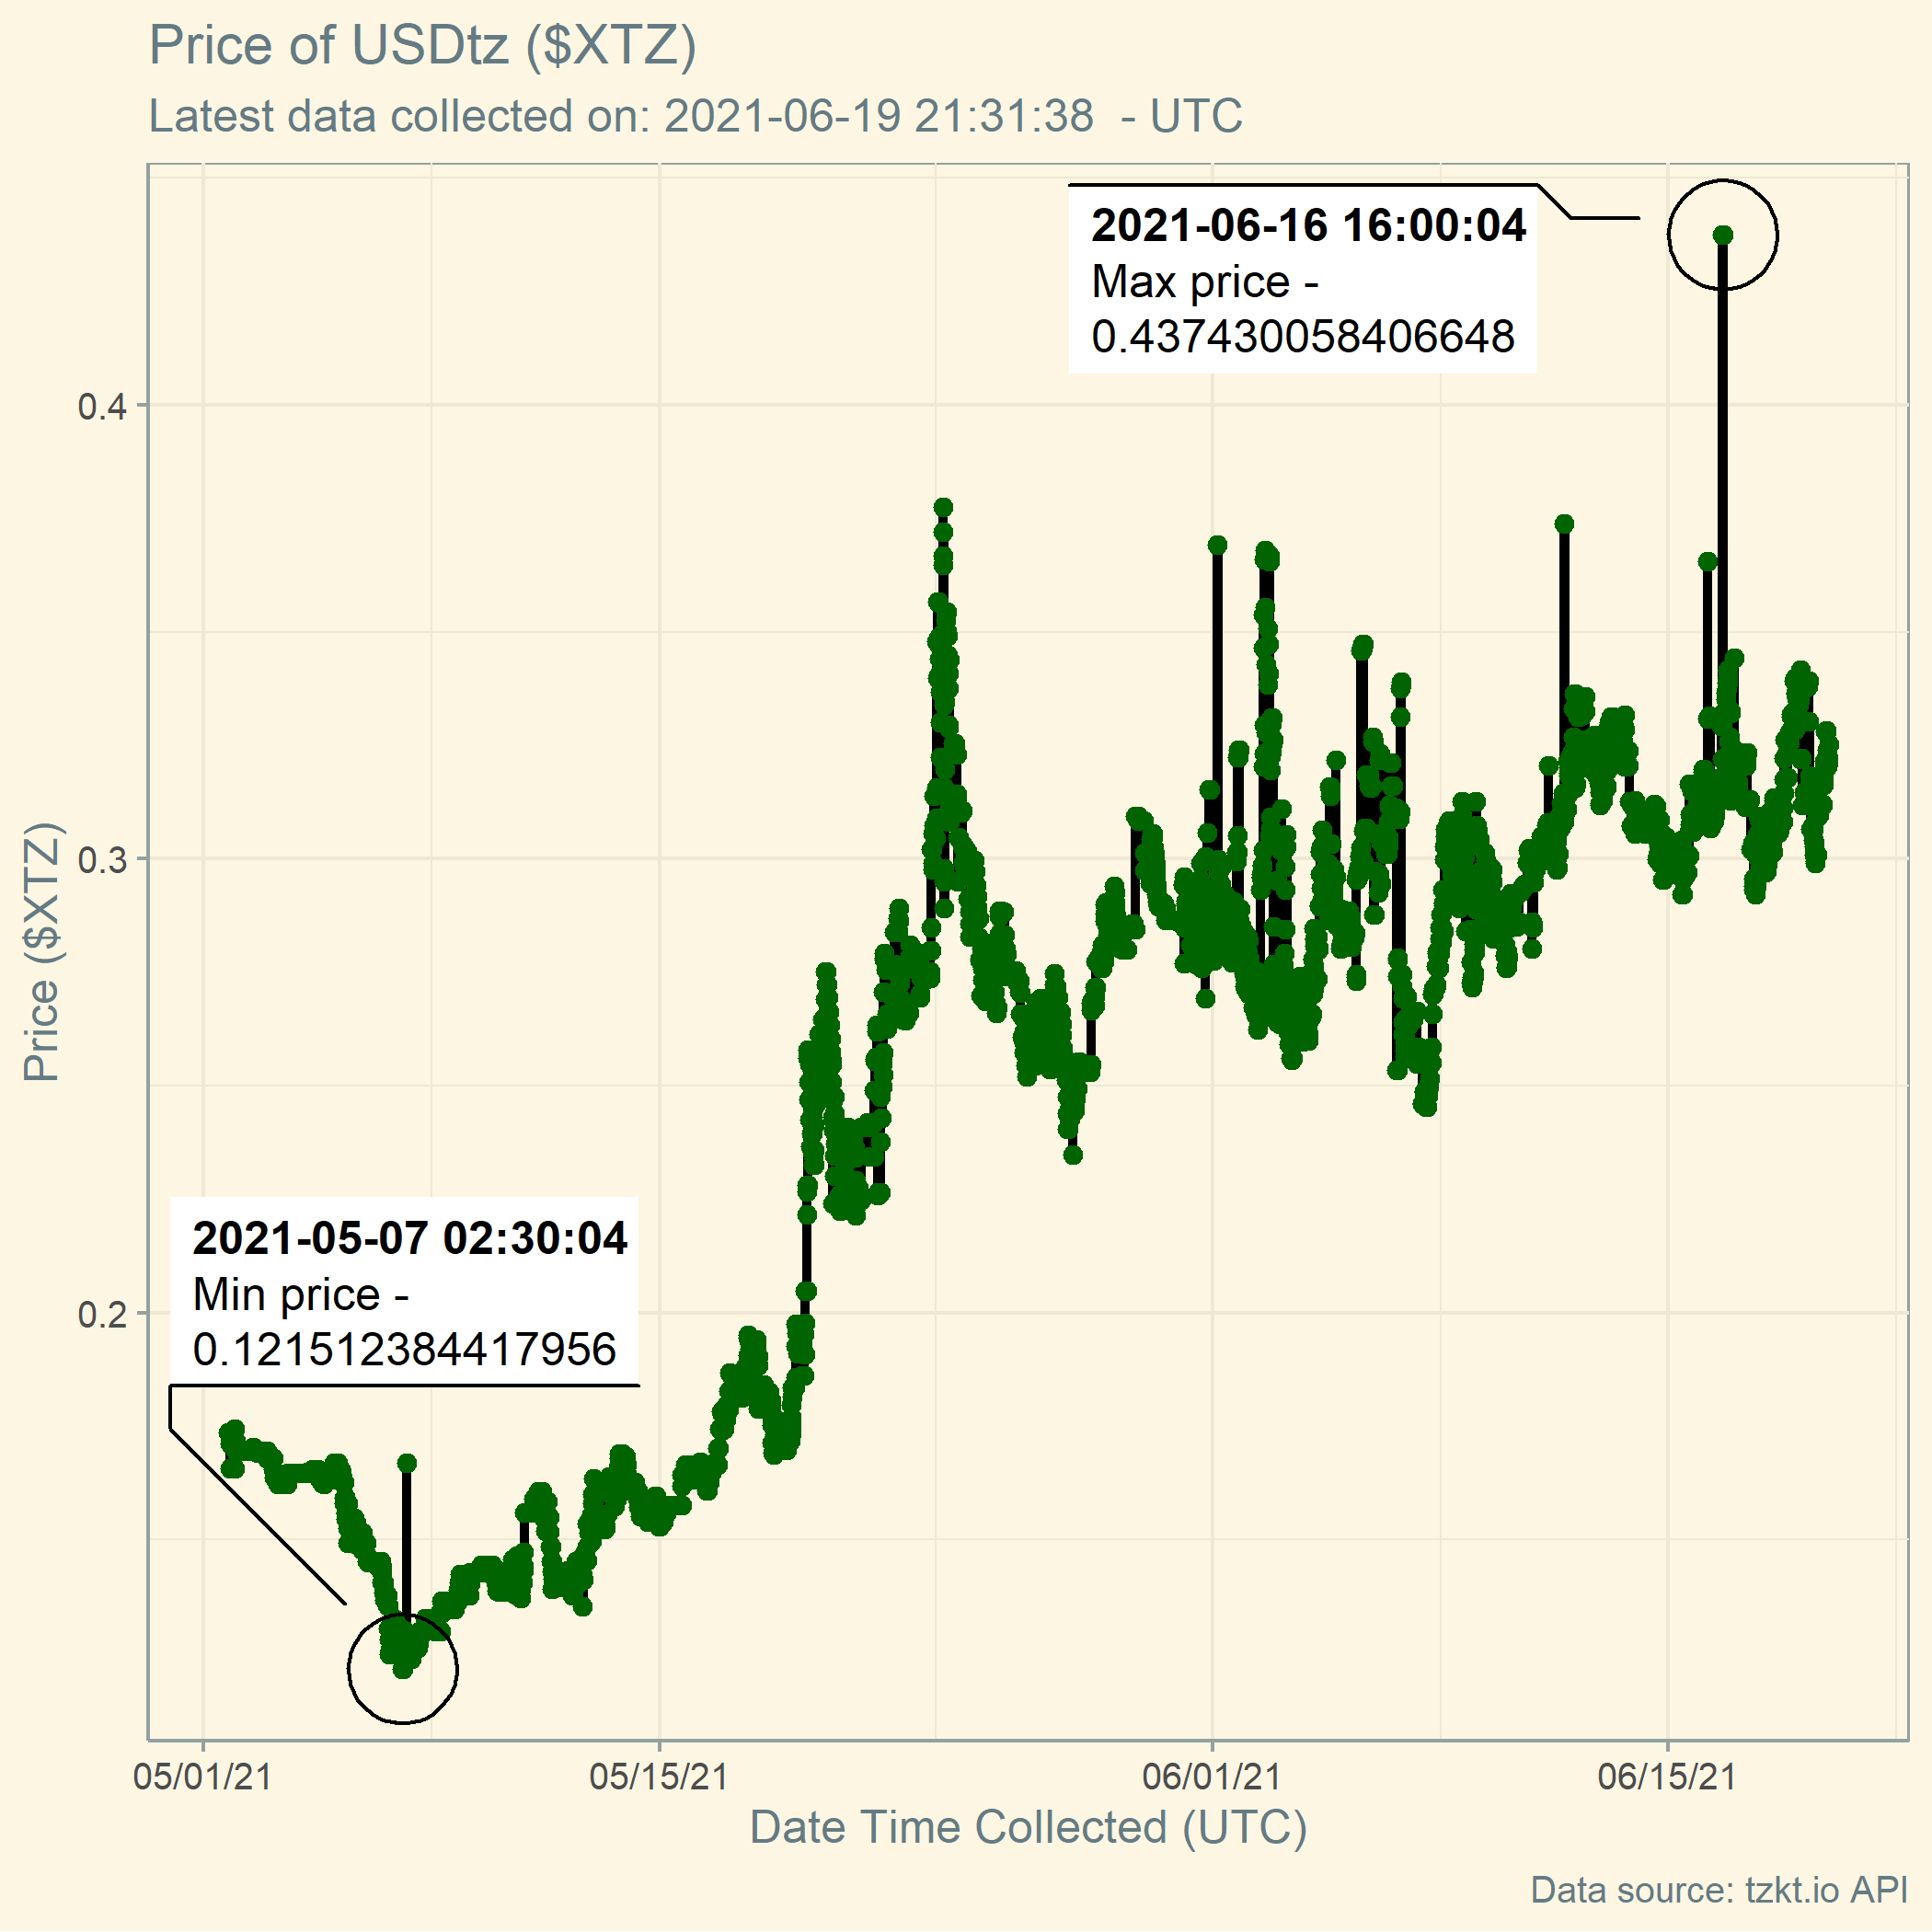 Price of USDtz ($XTZ)
Latest data collected on: 2021-06-19 21:31:38  - UTC
2021-06-16 16:00:04
Max price -
0.437430058406648
0.4
0.3
Price ($XTZ)
2021-05-07 02:30:04
Min price -
0.121512384417956
0.2
05/01/21
05/15/21
06/01/21
06/15/21
Date Time Collected (UTC)
Data source: tzkt.io API